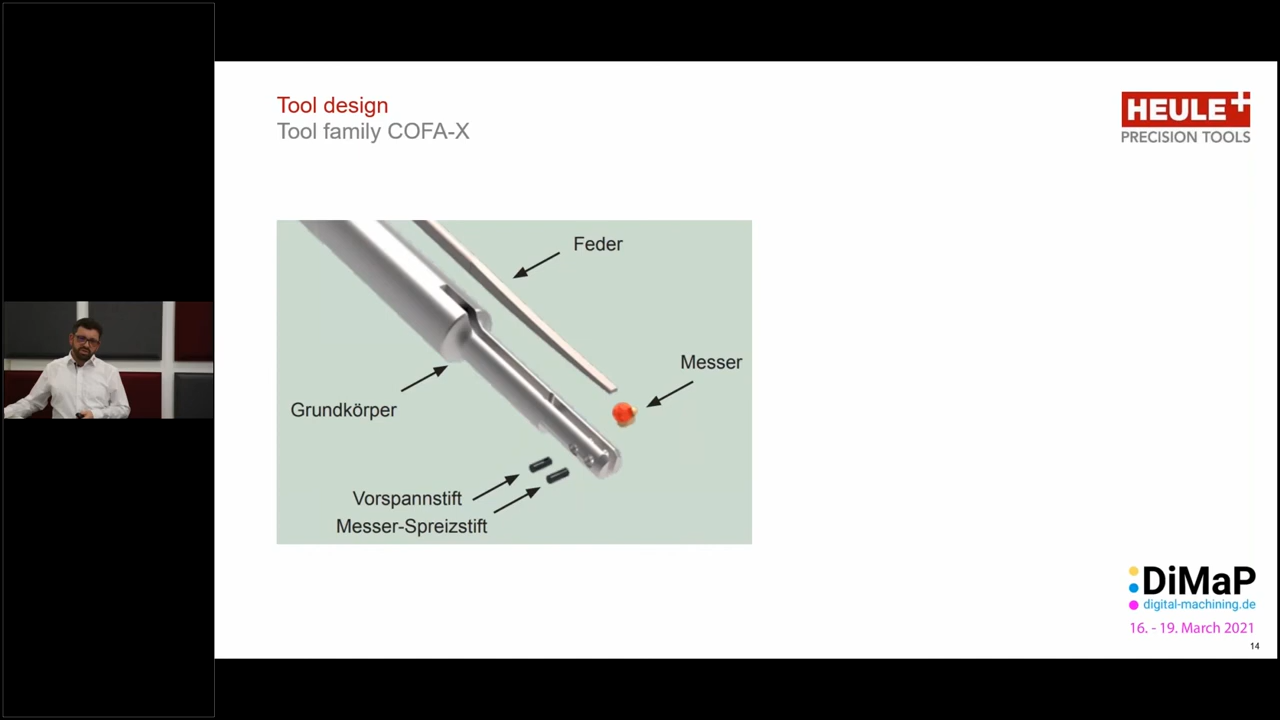 Tool design
Tool family COFA-X
HEULE
PRECISION TOOLS
Feder
Messer
Grundkörper
Vorspannstift
Messer-Spreizstift
DiMaP
digital-machining.de
16. - 19. March 2021
14